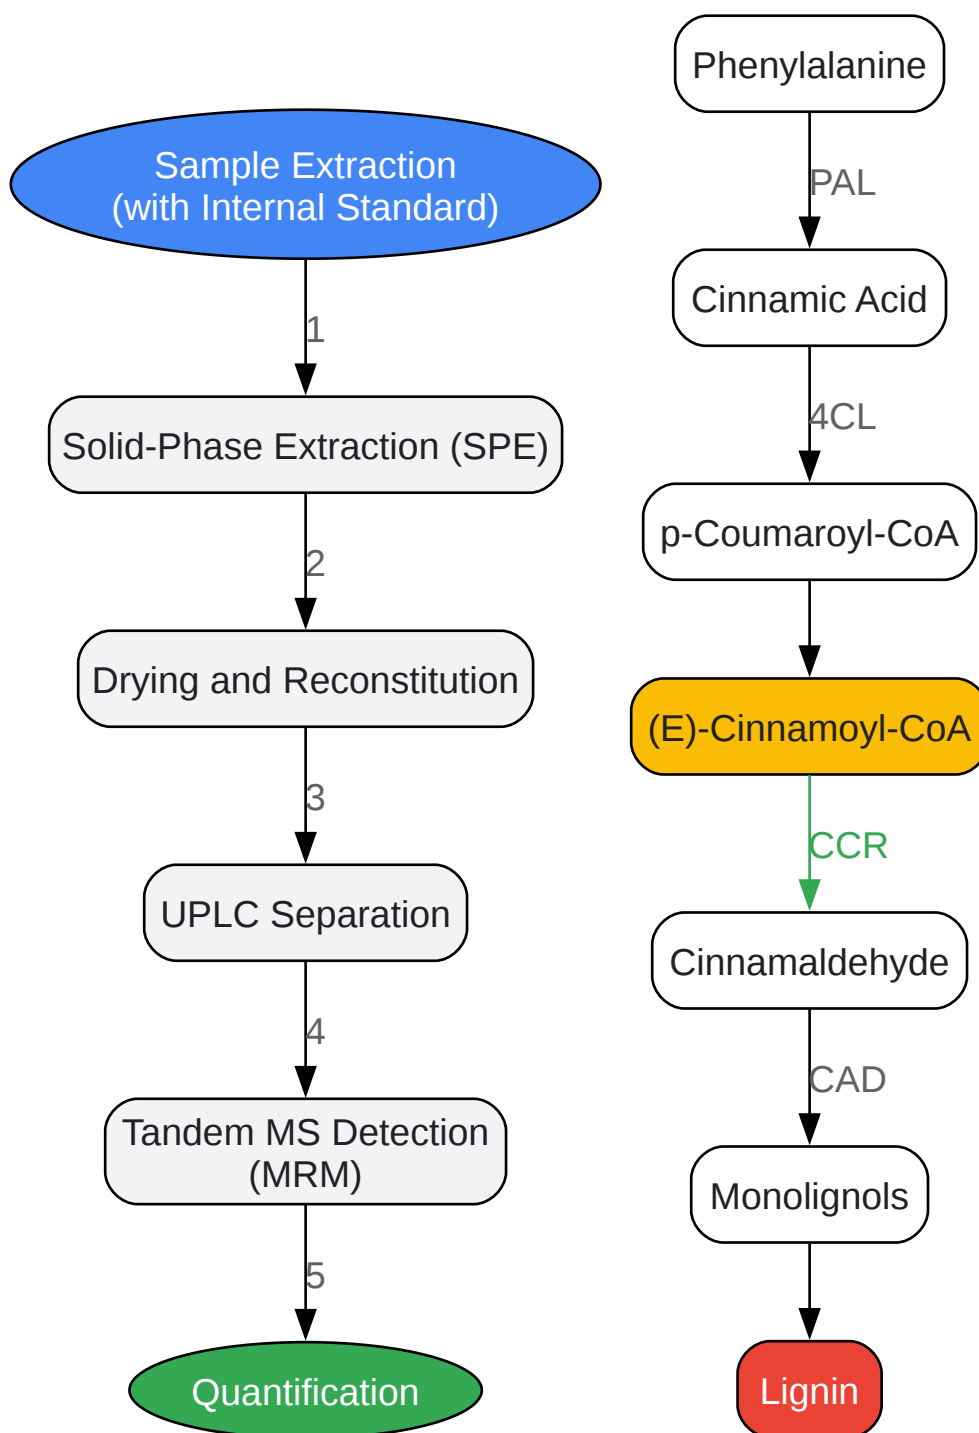 Sample Extraction
(with Internal Standard)
1
Solid-Phase Extraction (SPE)
2
Drying and Reconstitution
3
UPLC Separation
4
Tandem MS Detection
(MRM)
5
Quantification
Phenylalanine
PAL
Cinnamic Acid
4CL
p-Coumaroyl-CoA
(E)-Cinnamoyl-CoA
CCR
Cinnamaldehyde
CAD
Monolignols
Lignin